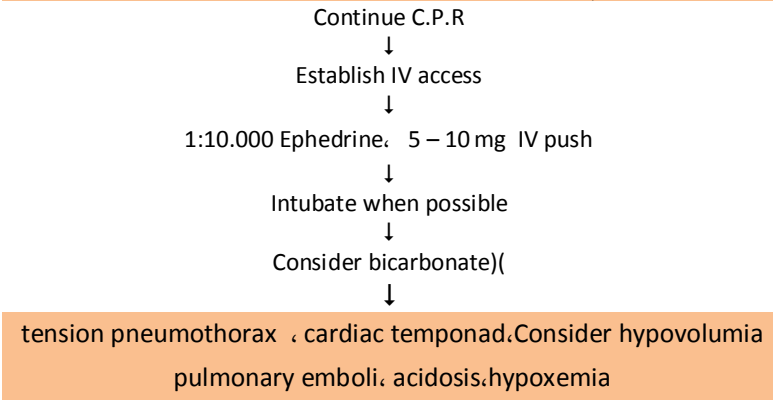 Continue C.P.R
↓
Establish IV access
↓
1:10.000 Ephedrine، 5 – 10 mg IV push
↓
Intubate when possible
↓
Consider bicarbonate)(
↓
tension pneumothorax ، cardiac temponad،Consider hypovolumia
pulmonary emboli، acidosis،hypoxemia